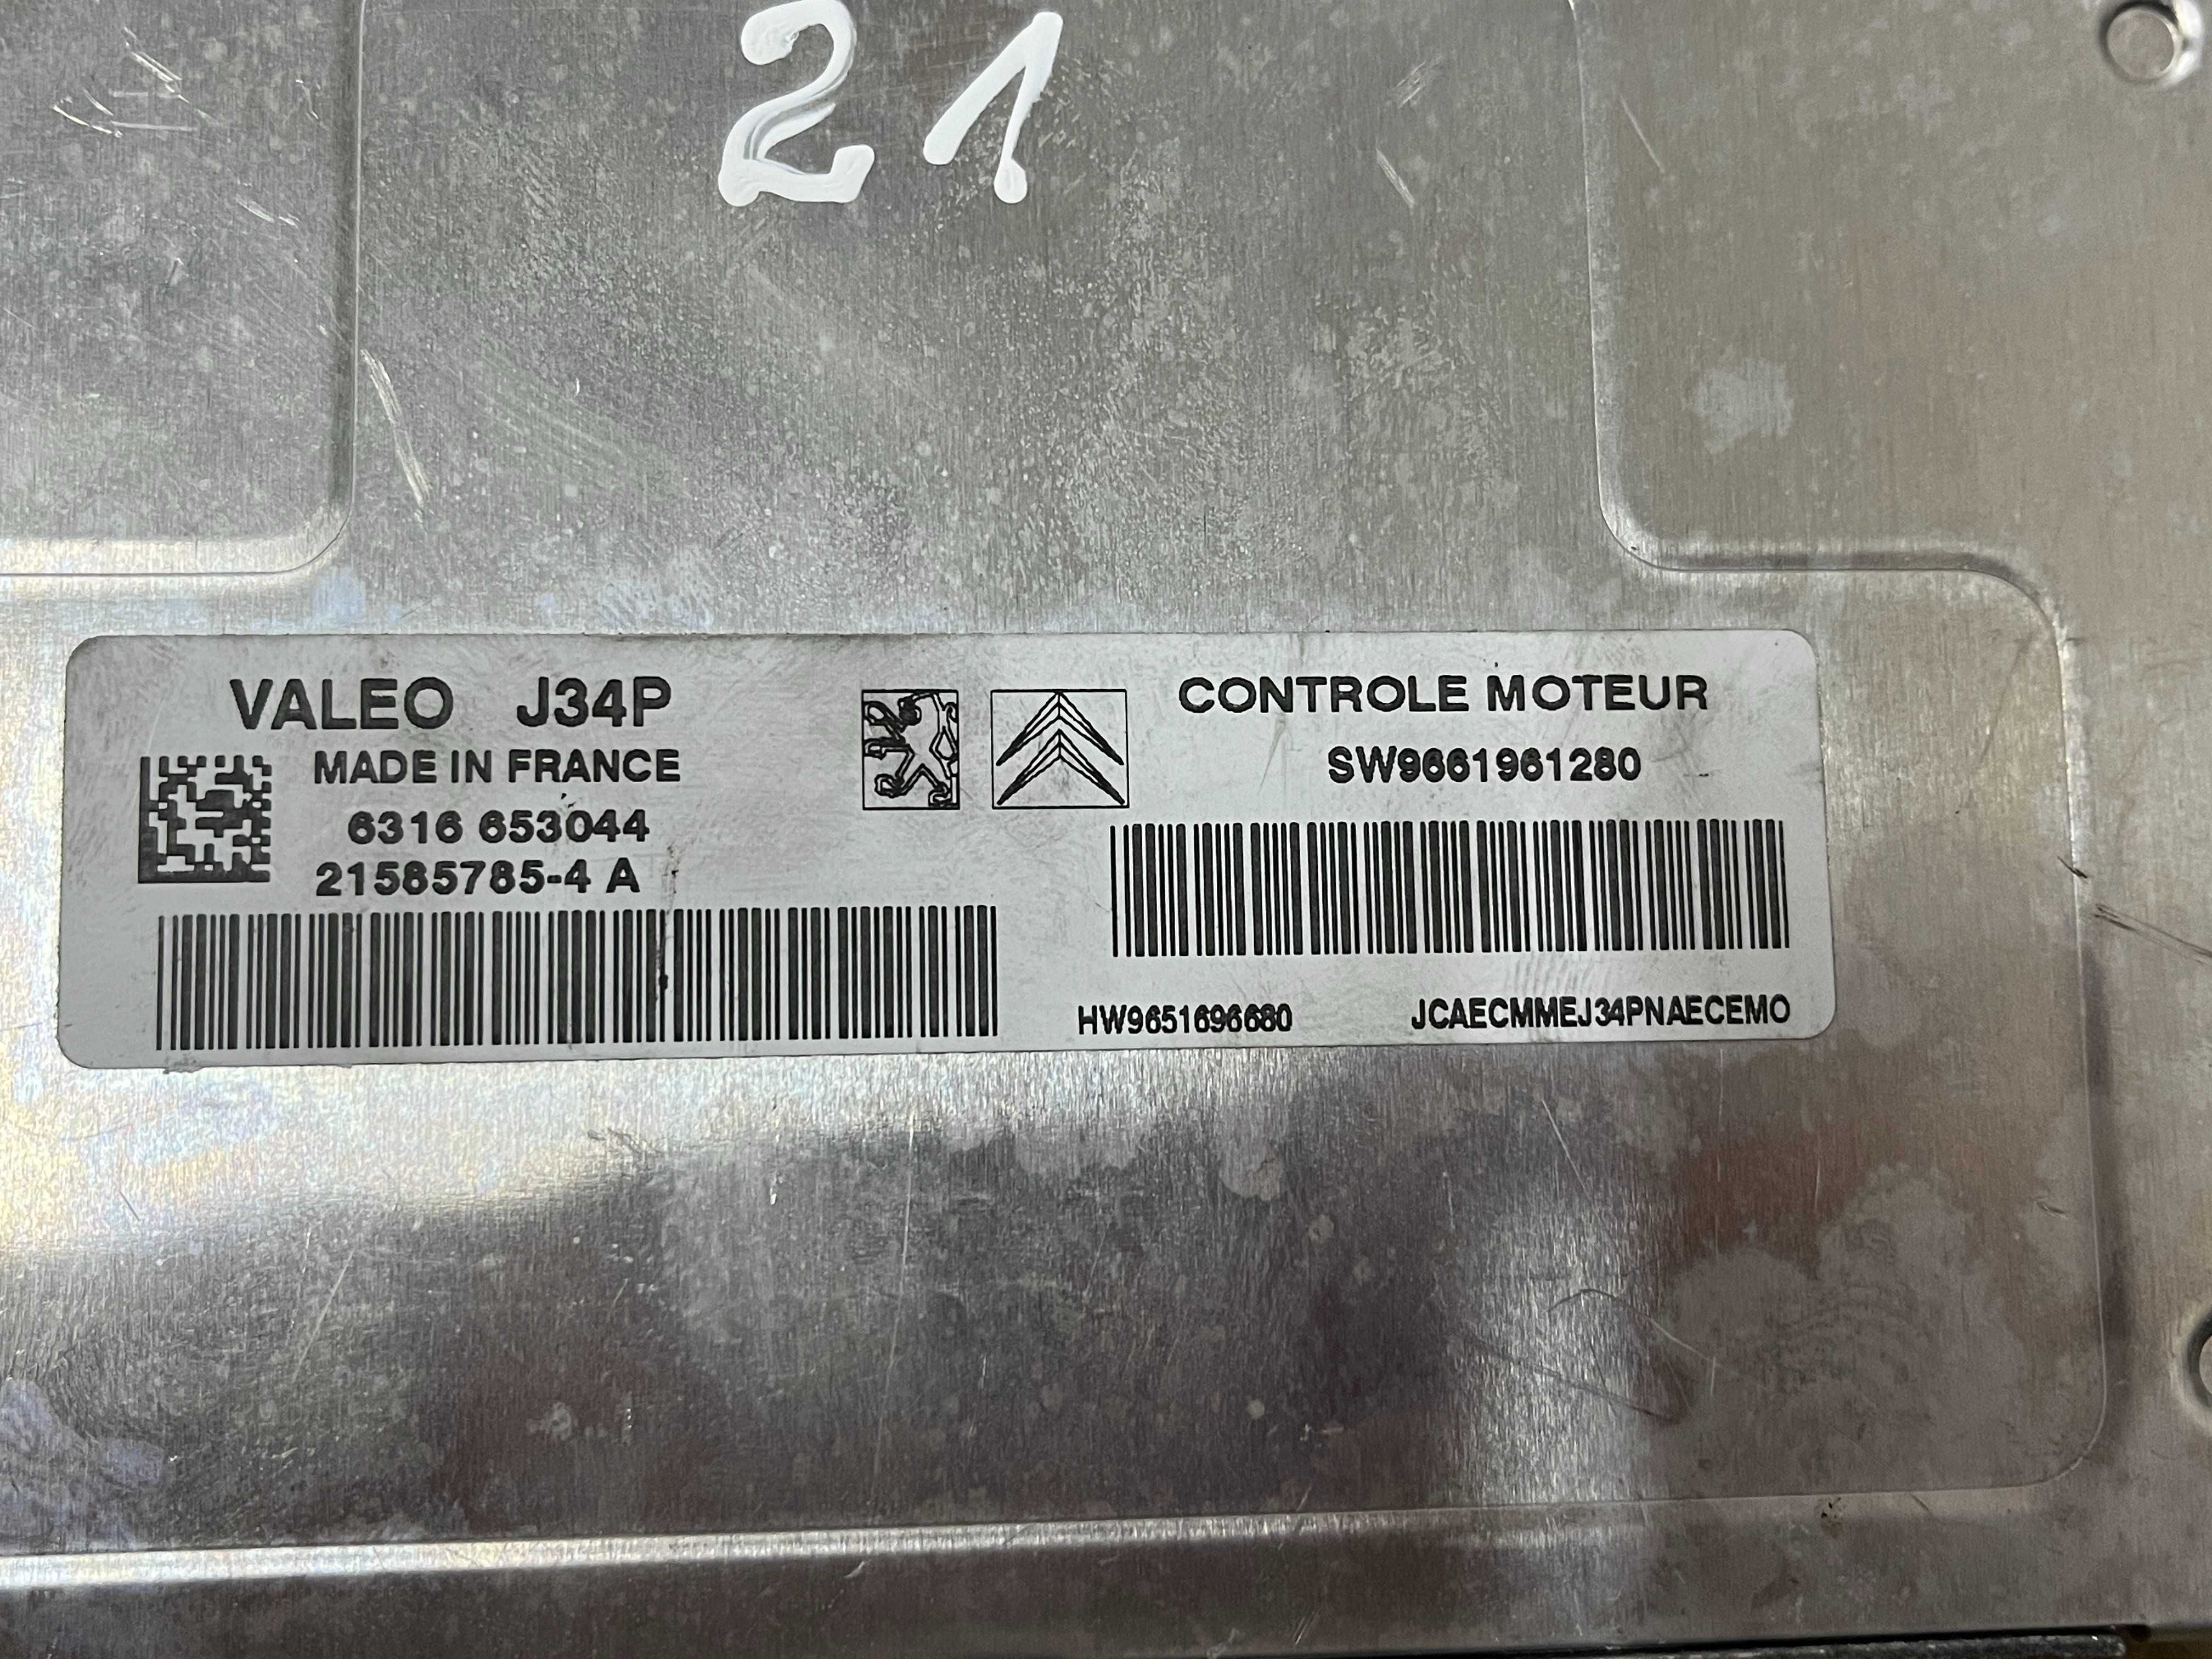 21
VALEO J34P
MADE IN FRANCE
6316 653044
21585785-4 A
CONTROLE MOTEUR
SW9661961280
HW9651696680
JCAECMMEJ34PNAECEMO